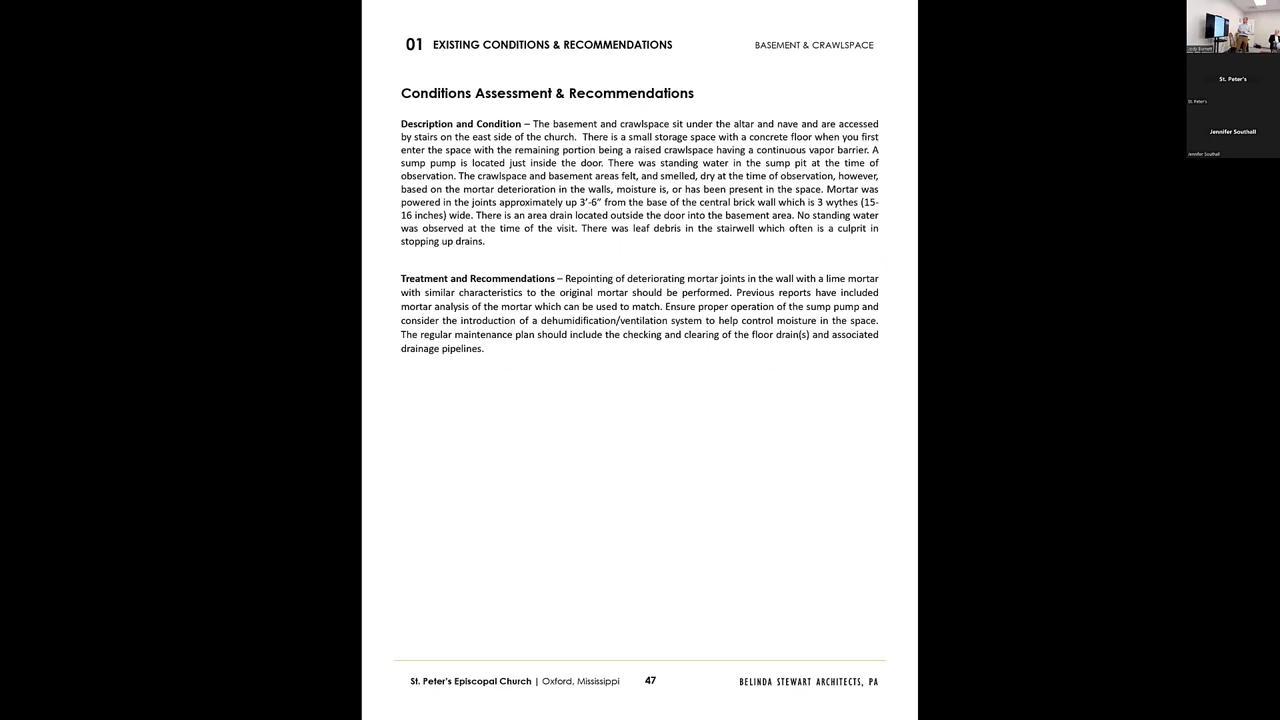 01 EXISTING CONDITIONS & RECOMMENDATIONS BASEMENT & CRAWLSPACE
Conditions Assessment & Recommendations
Description and Condition – The basement and crawlspace sit under the altar and nave and are accessed
by stairs on the east side of the church. There is a small storage space with a concrete floor when you first
enter the space with the remaining portion being a raised crawlspace having a continuous vapor barrier. A
sump pump is located just inside the door. There was standing water in the sump pit at the time of
observation. The crawlspace and basement areas felt, and smelled, dry at the time of observation, however,
based on the mortar deterioration in the walls, moisture is, or has been present in the space. Mortar was
powered in the joints approximately up 3'-6" from the base of the central brick wall which is 3 wythes (15-
16 inches) wide. There is an area drain located outside the door into the basement area. No standing water
was observed at the time of the visit. There was leaf debris in the stairwell which often is a culprit in
stopping up drains.
Treatment and Recommendations – Repointing of deteriorating mortar joints in the wall with a lime mortar
with similar characteristics to the original mortar should be performed. Previous reports have included
mortar analysis of the mortar which can be used to match. Ensure proper operation of the sump pump and
consider the introduction of a dehumidification/ventilation system to help control moisture in the space.
The regular maintenance plan should include the checking and clearing of the floor drain(s) and associated
drainage pipelines.
St. Peter's Episcopal Church | Oxford, Mississippi 47 BELINDA STEWART ARCHITECTS, PA
Jody Barrett
St. Peter's
St. Peter's
Jennifer Southall
Jennifer Southall